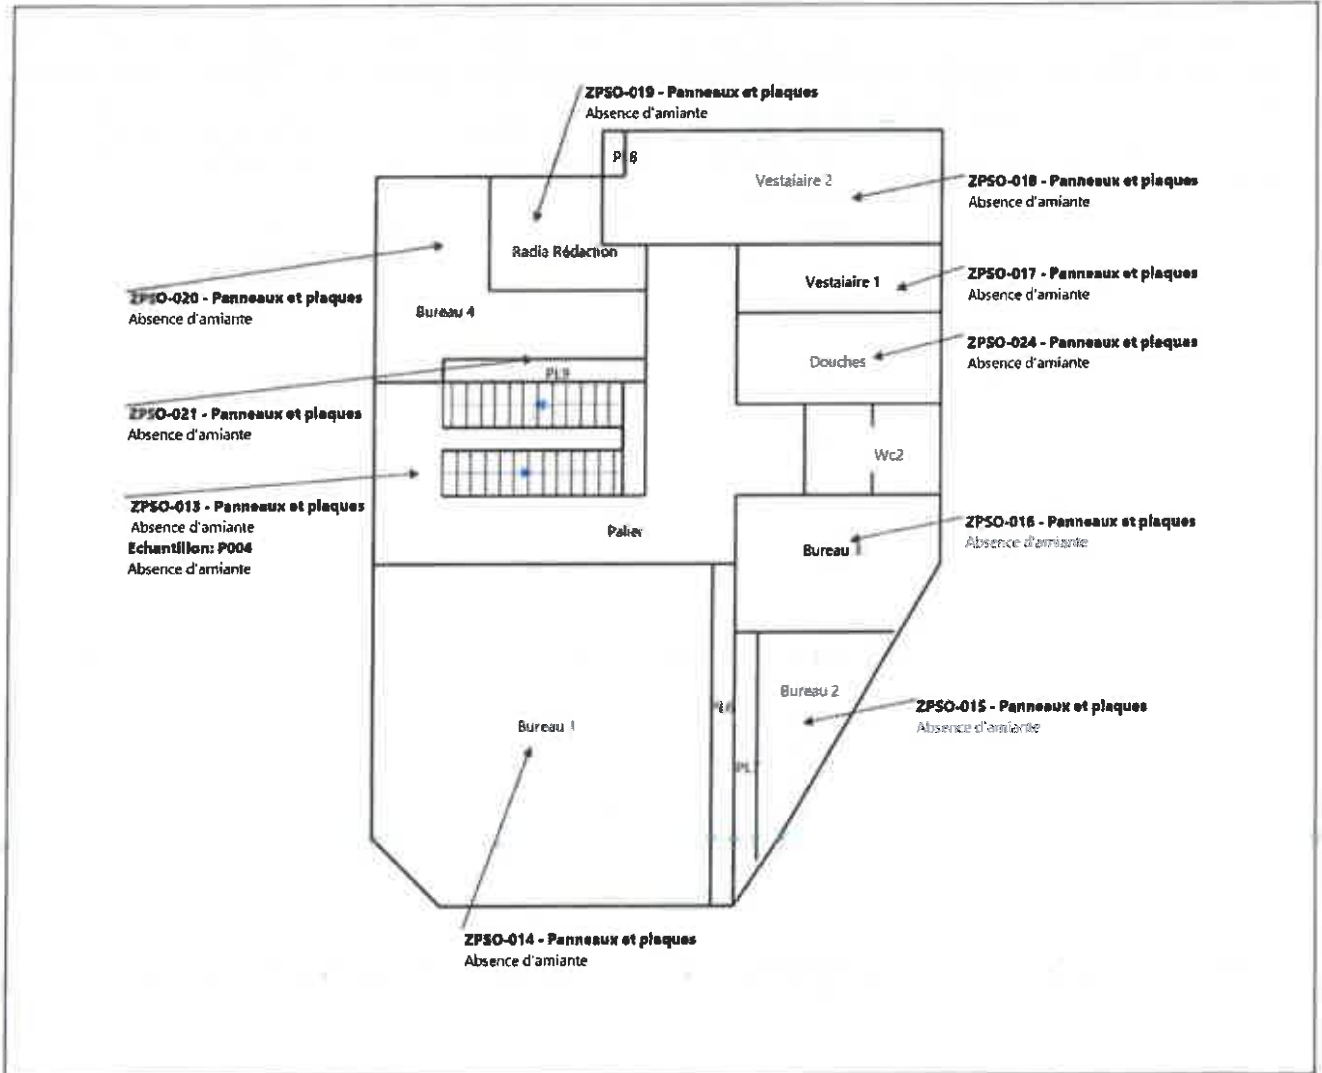 ZPSO-019 - Panneaux et plaques
Absence d'amiante
Vestaiaire 2
ZPSO-018 - Panneaux et plaques
Absence d'amiante
Radia Rédaction
Vestaiaire 1
ZPSO-017 - Panneaux et plaques
Absence d'amiante
ZPSO-020 - Panneaux et plaques
Absence d'amiante
Bureau 4
ZPSO-024 - Panneaux et plaques
Absence d'amiante
Douches
PL9
ZPSO-021 - Panneaux et plaques
Absence d'amiante
Wc2
ZPSO-013 - Panneaux et plaques
Absence d'amiante
Echantillon: P004
Absence d'amiante
Palier
ZPSO-016 - Panneaux et plaques
Absence d'amiante
Bureau
Bureau 2
ZPSO-015 - Panneaux et plaques
Absence d'amiante
Bureau 1
ZPSO-014 - Panneaux et plaques
Absence d'amiante